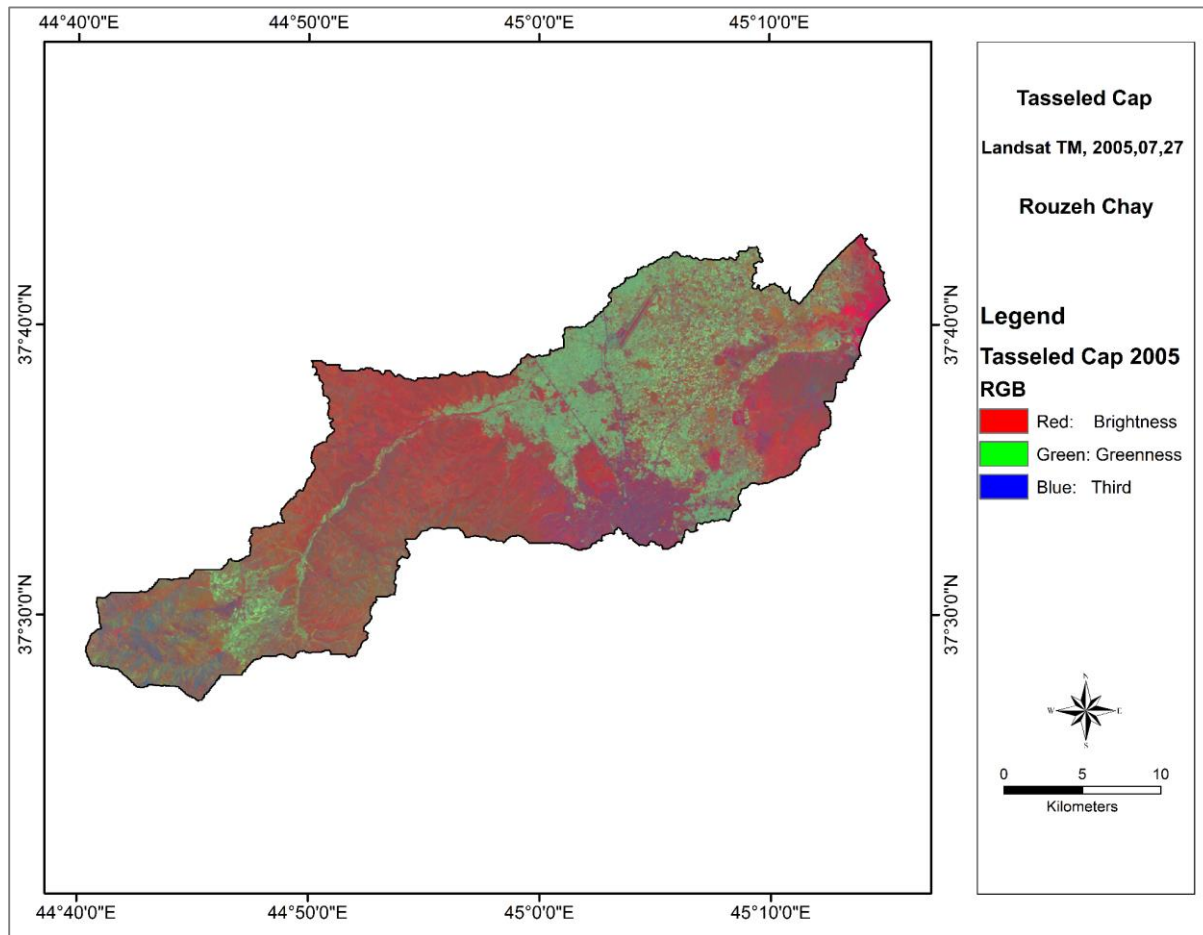 44°40'0"E 44°50'0"E 45°0'0"E 45°10'0"E
37°40'0"N
37°30'0"N
37°40'0"N
37°30'0"N
44°40'0"E 44°50'0"E 45°0'0"E 45°10'0"E
Tasseled Cap
Landsat TM, 2005,07,27
Rouzeh Chay
Legend
Tasseled Cap 2005
RGB
Red: Brightness
Green: Greenness
Blue: Third
N
W E
S
0 5 10
Kilometers